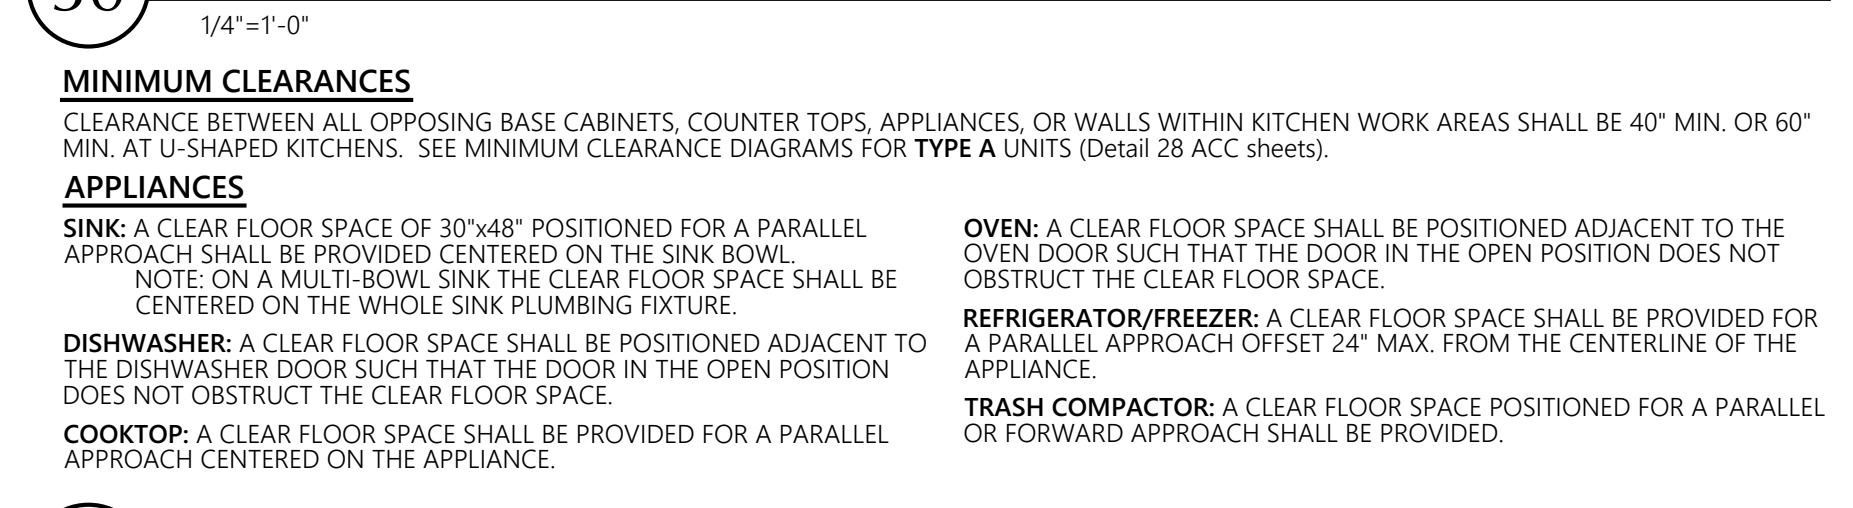 1/4"=1'-0"
MINIMUM CLEARANCES
CLEARANCE BETWEEN ALL OPPOSING BASE CABINETS, COUNTER TOPS, APPLIANCES, OR WALLS WITHIN KITCHEN WORK AREAS SHALL BE 40" MIN. OR 60"
MIN. AT U-SHAPED KITCHENS.  SEE MINIMUM CLEARANCE DIAGRAMS FOR TYPE A UNITS (Detail 28 ACC sheets).
APPLIANCES
SINK: A CLEAR FLOOR SPACE OF 30"x48" POSITIONED FOR A PARALLEL
APPROACH SHALL BE PROVIDED CENTERED ON THE SINK BOWL.
NOTE: ON A MULTI-BOWL SINK THE CLEAR FLOOR SPACE SHALL BE
CENTERED ON THE WHOLE SINK PLUMBING FIXTURE.
DISHWASHER: A CLEAR FLOOR SPACE SHALL BE POSITIONED ADJACENT TO
THE DISHWASHER DOOR SUCH THAT THE DOOR IN THE OPEN POSITION
DOES NOT OBSTRUCT THE CLEAR FLOOR SPACE.
COOKTOP: A CLEAR FLOOR SPACE SHALL BE PROVIDED FOR A PARALLEL
APPROACH CENTERED ON THE APPLIANCE.
OVEN: A CLEAR FLOOR SPACE SHALL BE POSITIONED ADJACENT TO THE
OVEN DOOR SUCH THAT THE DOOR IN THE OPEN POSITION DOES NOT
OBSTRUCT THE CLEAR FLOOR SPACE.
REFRIGERATOR/FREEZER: A CLEAR FLOOR SPACE SHALL BE PROVIDED FOR
A PARALLEL APPROACH OFFSET 24" MAX. FROM THE CENTERLINE OF THE
APPLIANCE.
TRASH COMPACTOR: A CLEAR FLOOR SPACE POSITIONED FOR A PARALLEL
OR FORWARD APPROACH SHALL BE PROVIDED.